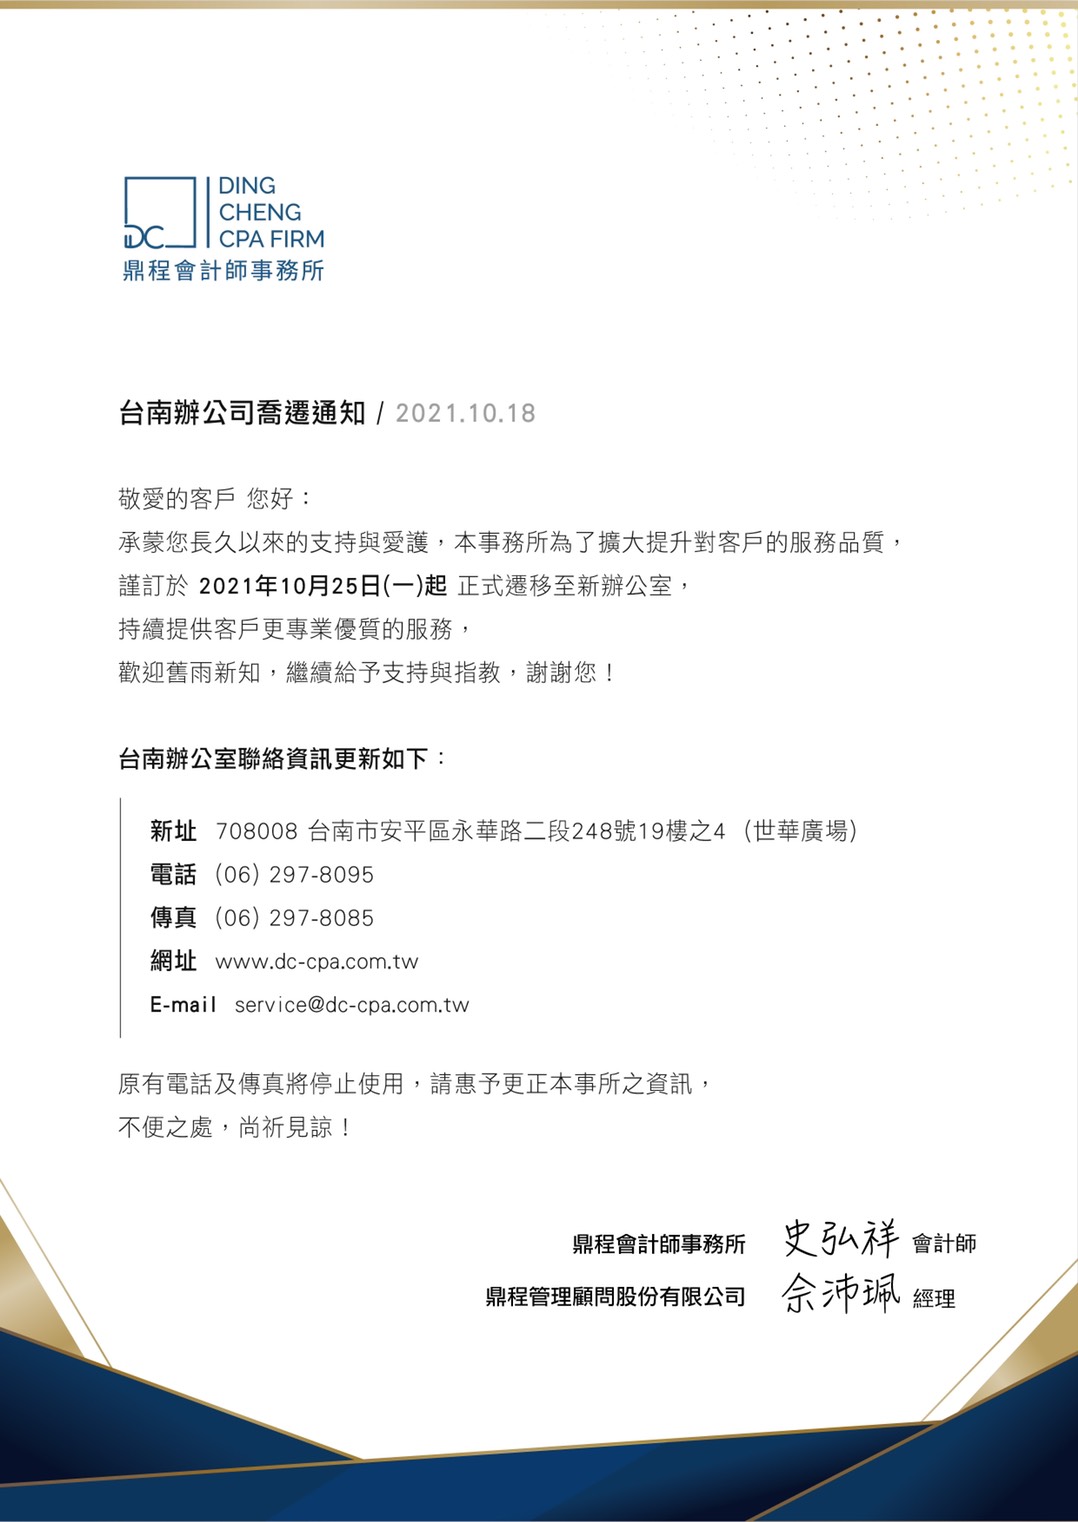 DING
CHENG
CPA FIRM
DC
鼎程會計師事務所
台南辦公司喬遷通知 / 2021.10.18
敬愛的客戶 您好：
承蒙您長久以來的支持與愛護，本事務所為了擴大提升對客戶的服務品質，
謹訂於 2021年10月25日(一)起 正式遷移至新辦公室，
持續提供客戶更專業優質的服務，
歡迎舊雨新知，繼續給予支持與指教，謝謝您！
台南辦公室聯絡資訊更新如下：
新址 708008 台南市安平區永華路二段248號19樓之4 (世華廣場)
電話 (06) 297-8095
傳真 (06) 297-8085
網址 www.dc-cpa.com.tw
E-mail service@dc-cpa.com.tw
原有電話及傳真將停止使用，請惠予更正本事所之資訊，
不便之處，尚祈見諒！
鼎程會計師事務所 史弘祥 會計師
鼎程管理顧問股份有限公司 佘沛珮 經理